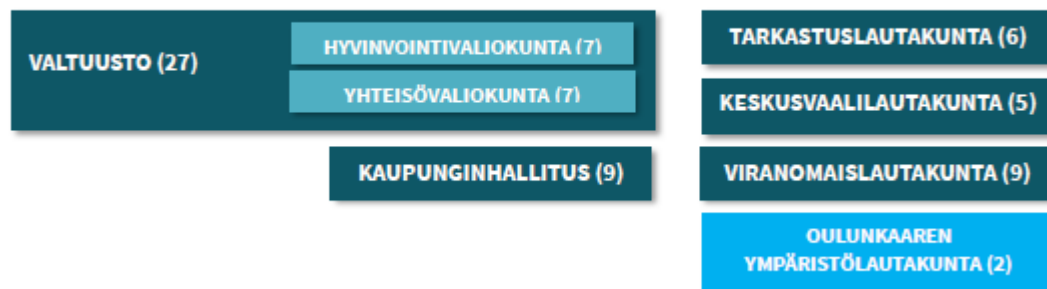 VALTUUSTO (27)
HYVINVOINTIVALIOKUNTA (7)
YHTEISÖVALIOKUNTA (7)
KAUPUNGINHALLITUS (9)
TARKASTUSLAUTAKUNTA (6)
KESKUSVAALILAUTAKUNTA (5)
VIRANOMAISLAUTAKUNTA (9)
OULUNKAAREN
YMPÄRISTÖLAUTAKUNTA (2)